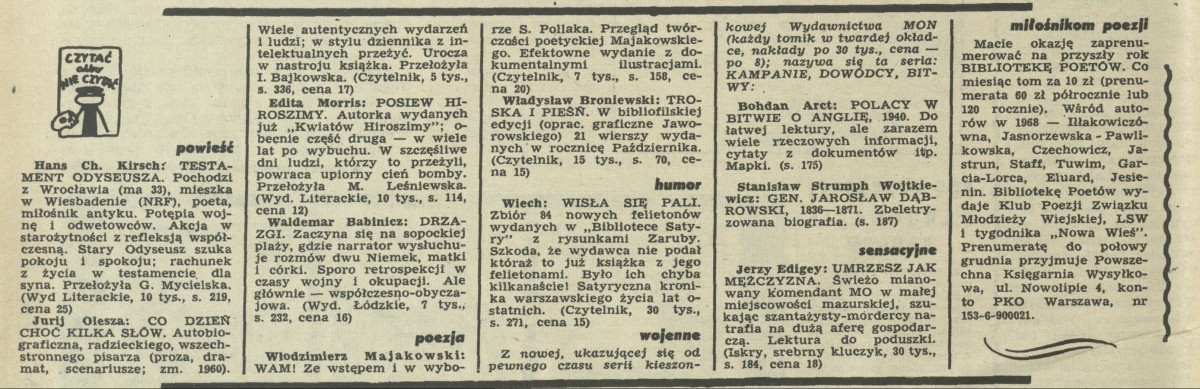 CZYTAĆ
albo
NIE CZYTAĆ
powieść
Hans Ch. Kirsch: TESTA-
MENT ODYSEUSZA. Pochodzi
z Wrocławia (ma 33), mieszka
w Wiesbadenie (NRF), poeta,
miłośnik antyku. Potępia woj-
nę i odwetowców. Akcja w
starożytności z refleksją współ-
czesną. Stary Odyseusz szuka
pokoju i spokoju; rachunek
z życia w testamencie dla
syna. Przełożyła G. Mycielska.
(Wyd Literackie, 10 tys., s. 219,
cena 25)
Jurij Olesza: CO DZIEŃ
CHOĆ KILKA SŁÓW. Autobio-
graficzna, radzieckiego, wszech-
stronnego pisarza (proza, dra-
mat, scenariusze; zm. 1960).
Wiele autentycznych wydarzeń
i ludzi; w stylu dziennika z in-
telektualnych przeżyć. Urocza
w nastroju książka. Przełożyła
I. Bajkowska. (Czytelnik, 5 tys.,
s. 336, cena 17)
Edita Morris: POSIEW HI-
ROSZIMY. Autorka wydanych
już „Kwiatów Hiroszimy”; o-
becnie część druga — w wiele
lat po wybuchu. W szczęśliwe
dni ludzi, którzy to przeżyli,
powraca upiorny cień bomby.
Przełożyła M. Leśniewska.
(Wyd. Literackie, 10 tys., s. 114,
cena 12)
Waldemar Babinicz: DRZA-
ZGI. Zaczyna się na sopockiej
plaży, gdzie narrator wysłuchu-
je rozmów dwu Niemek, matki
i córki. Sporo retrospekcji w
czasy wojny i okupacji. Ale
głównie — współczesno-obycza-
jowa. (Wyd. Łódzkie, 7 tys.,
s. 232, cena 16)
poezja
Włodzimierz Majakowski:
WAM! Ze wstępem i w wybo-
rze S. Pollaka. Przegląd twór-
czości poetyckiej Majakowskie-
go. Efektowne wydanie z do-
kumentalnymi ilustracjami.
(Czytelnik, 7 tys., s. 158, ce-
na 20)
Władysław Broniewski: TRO-
SKA I PIEŚŃ. W bibliofilskiej
edycji (oprac. graficzne Jawo-
rowskiego) 21 wierszy wyda-
nych w rocznicę Października.
(Czytelnik, 15 tys., s. 70, ce-
na 15)
humor
Wiech: WISŁA SIĘ PALI.
Zbiór 84 nowych felietonów
wydanych w „Bibliotece Saty-
ry” z rysunkami Zaruby.
Szkoda, że wydawca nie podał
któraż to już książka z jego
felietonami. Było ich chyba
kilkanaście! Satyryczna kroni-
ka warszawskiego życia lat o-
statnich. (Czytelnik, 30 tys.,
s. 271, cena 15)
wojenne
Z nowej, ukazującej się od
pewnego czasu serii kieszon-
kowej Wydawnictwa MON
(każdy tomik w twardej okład-
ce, nakłady po 30 tys., cena —
po 8); nazywa się ta seria:
KAMPANIE, DOWÓDCY, BIT-
WY:
Bohdan Arct: POLACY W
BITWIE O ANGLIĘ, 1940. Do
łatwej lektury, ale zarazem
wiele rzeczowych informacji,
cytaty z dokumentów itp.
Mapki. (s. 175)
Stanisław Strumph Wojtkie-
wicz: GEN. JAROSŁAW DĄB-
ROWSKI, 1836—1871. Zbeletry-
zowana biografia. (s. 187)
sensacyjne
Jerzy Edigey: UMRZESZ JAK
MĘŻCZYZNA. Świeżo miano-
wany komendant MO w małej
miejscowości mazurskiej, szu-
kając szantażysty-mordercy na-
trafia na dużą aferę gospodar-
czą. Lektura do poduszki.
(Iskry, srebrny kluczyk, 30 tys.,
s. 184, cena 18)
miłośnikom poezji
Macie okazję zaprenu-
merować na przyszły rok
BIBLIOTEKĘ POETÓW. Co
miesiąc tom za 10 zł (prenu-
merata 60 zł półrocznie lub
120 rocznie). Wśród auto-
rów w 1968 — Iłłakowiczó-
wna, Jasnorzewska - Pawli-
kowska, Czechowicz, Ja-
strun, Staff, Tuwim, Gar-
cia-Lorca, Eluard, Jesie-
nin. Bibliotekę Poetów wy-
daje Klub Poezji Związku
Młodzieży Wiejskiej, LSW
i tygodnika „Nowa Wieś”.
Prenumeratę do połowy
grudnia przyjmuje Powsze-
chna Księgarnia Wysyłko-
wa, ul. Nowolipie 4, kon-
to PKO Warszawa, nr
153-6-900021.